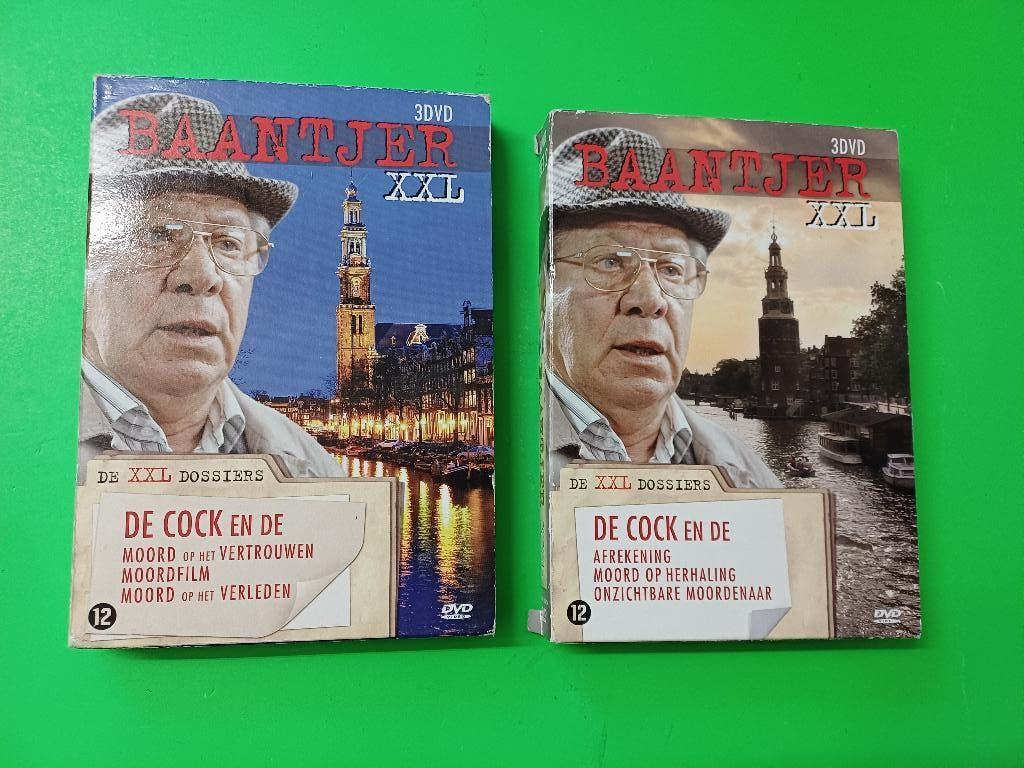 3DVD
BAANTJER
XXL
DE XXL DOSSIERS
DE COCK EN DE
MOORD OP HET VERTROUWEN
MOORDFILM
MOORD OP HET VERLEDEN
12
DVD
VIDEO
3DVD
BAANTJER
XXL
DE XXL DOSSIERS
DE COCK EN DE
AFREKENING
MOORD OP HERHALING
ONZICHTBARE MOORDENAAR
12
DVD
VIDEO